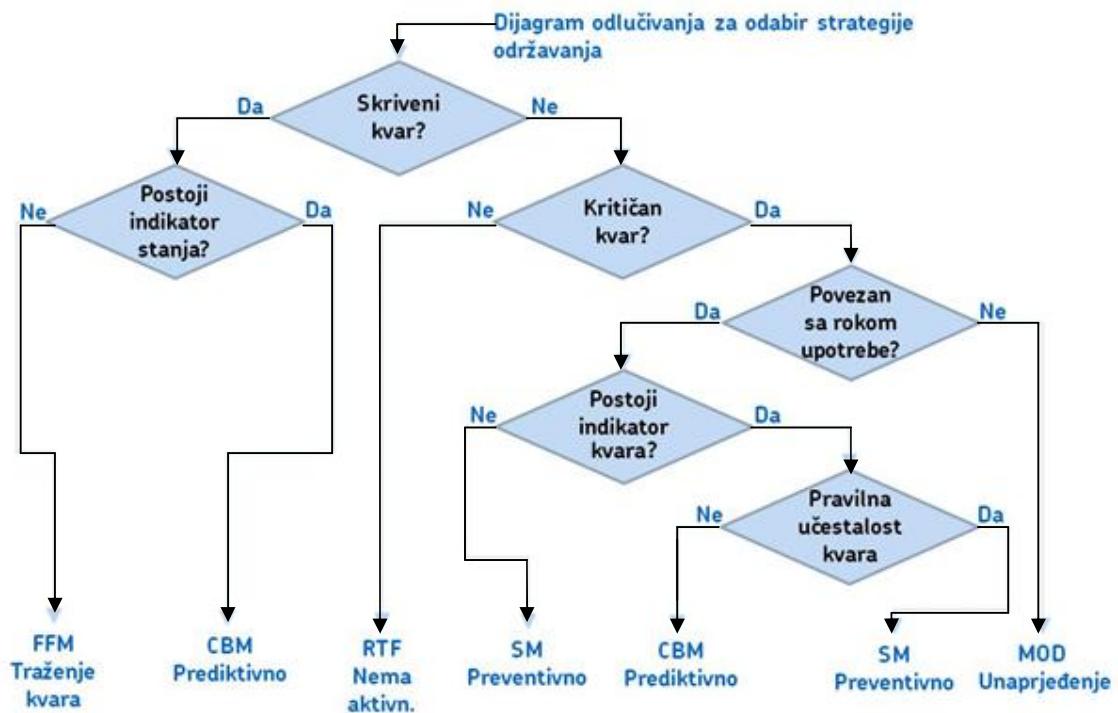 Dijagram odlučivanja za odabir strategije
održavanja
Skriveni
kvar?
Da
Ne
Postoji
indikator
stanja?
Ne
Da
Kritičan
kvar?
Ne
Da
Povezan
sa rokom
upotrebe?
Da
Ne
Postoji
indikator
kvara?
Ne
Da
Pravilna
učestalost
kvara
Ne
Da
FFM
Traženje
kvara
CBM
Prediktivno
RTF
Nema
aktivn.
SM
Preventivno
CBM
Prediktivno
SM
Preventivno
MOD
Unaprjeđenje